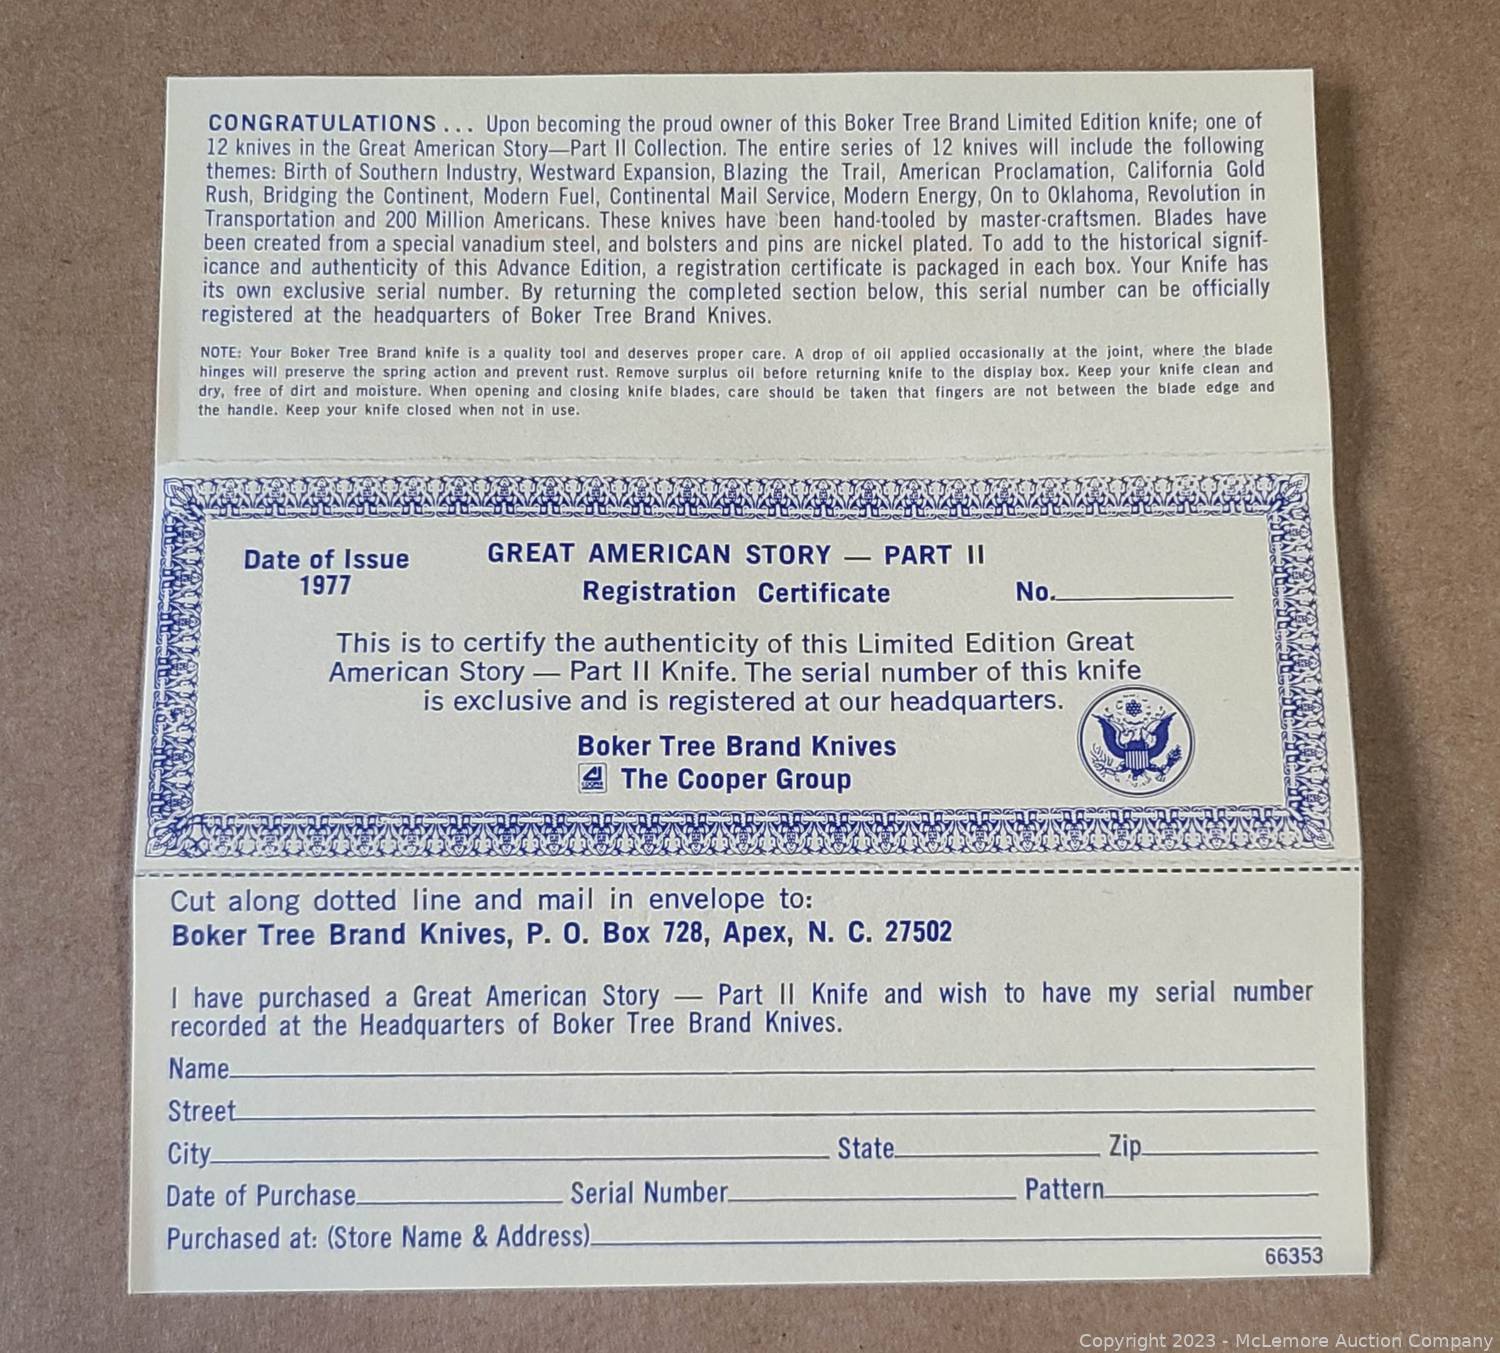 CONGRATULATIONS . . . Upon becoming the proud owner of this Boker Tree Brand Limited Edition knife; one of
12 knives in the Great American Story—Part II Collection. The entire series of 12 knives will include the following
themes: Birth of Southern Industry, Westward Expansion, Blazing the Trail, American Proclamation, California Gold
Rush, Bridging the Continent, Modern Fuel, Continental Mail Service, Modern Energy, On to Oklahoma, Revolution in
Transportation and 200 Million Americans. These knives have been hand-tooled by master-craftsmen. Blades have
been created from a special vanadium steel, and bolsters and pins are nickel plated. To add to the historical signif-
icance and authenticity of this Advance Edition, a registration certificate is packaged in each box. Your Knife has
its own exclusive serial number. By returning the completed section below, this serial number can be officially
registered at the headquarters of Boker Tree Brand Knives.
NOTE: Your Boker Tree Brand knife is a quality tool and deserves proper care. A drop of oil applied occasionally at the joint, where the blade
hinges will preserve the spring action and prevent rust. Remove surplus oil before returning knife to the display box. Keep your knife clean and
dry, free of dirt and moisture. When opening and closing knife blades, care should be taken that fingers are not between the blade edge and
the handle. Keep your knife closed when not in use.
Date of Issue
1977
GREAT AMERICAN STORY — PART II
Registration Certificate
No.
This is to certify the authenticity of this Limited Edition Great
American Story — Part II Knife. The serial number of this knife
is exclusive and is registered at our headquarters.
Boker Tree Brand Knives
The Cooper Group
Cut along dotted line and mail in envelope to:
Boker Tree Brand Knives, P. O. Box 728, Apex, N. C. 27502
I have purchased a Great American Story — Part II Knife and wish to have my serial number
recorded at the Headquarters of Boker Tree Brand Knives.
Name
Street
City State Zip
Date of Purchase Serial Number Pattern
Purchased at: (Store Name & Address)
66353
Copyright 2023 - McLemore Auction Company